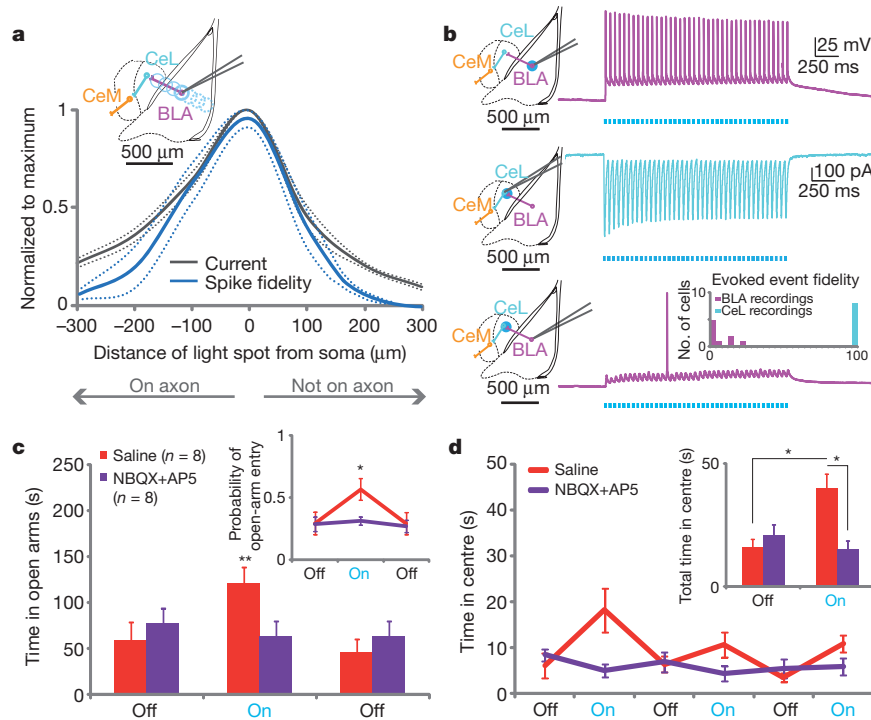 a
CeL
CeM
BLA
500 µm
Normalized to maximum
1
0.5
0
Current
Spike fidelity
−300
−200
−100
0
100
200
300
Distance of light spot from soma (µm)
On axon
Not on axon
b
CeL
CeM
BLA
500 µm
25 mV
250 ms
CeL
CeM
BLA
500 µm
100 pA
250 ms
CeL
CeM
BLA
500 µm
Evoked event fidelity
BLA recordings
CeL recordings
No. of cells
10
0
0
100
c
Saline (n = 8)
NBQX+AP5
(n = 8)
Time in open arms (s)
250
200
150
100
50
0
**
Off
On
Off
Probability of
open-arm entry
1
0.5
0
*
Off
On
Off
d
Saline
NBQX+AP5
Time in centre (s)
50
40
30
20
10
0
Off
On
Off
On
Off
On
Total time in centre (s)
50
0
*
*
Off
On